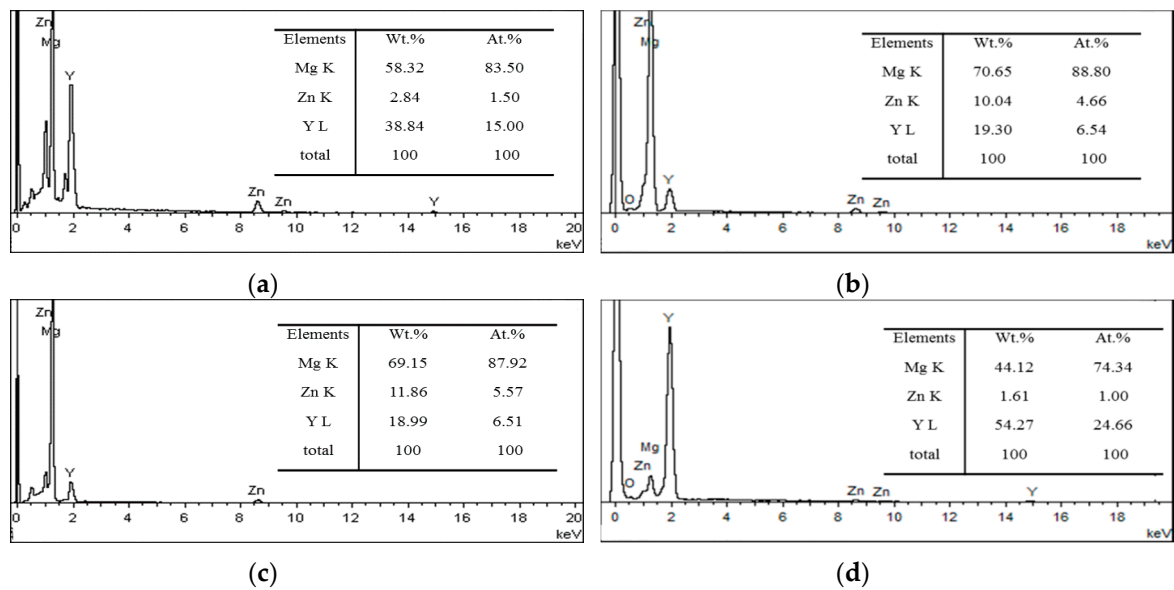 Zn
Mg
Y
Zn
Zn
Y
Elements Wt.% At.%
Mg K 58.32 83.50
Zn K 2.84 1.50
Y L 38.84 15.00
total 100 100
0 2 4 6 8 10 12 14 16 18 20
keV
(a)
Zn
Mg
O
Y
Zn
Zn
Elements Wt.% At.%
Mg K 70.65 88.80
Zn K 10.04 4.66
Y L 19.30 6.54
total 100 100
0 2 4 6 8 10 12 14 16 18
keV
(b)
Zn
Mg
Y
Zn
Elements Wt.% At.%
Mg K 69.15 87.92
Zn K 11.86 5.57
Y L 18.99 6.51
total 100 100
0 2 4 6 8 10 12 14 16 18 20
keV
(c)
Y
Mg
Zn
O
Zn
Zn
Y
Elements Wt.% At.%
Mg K 44.12 74.34
Zn K 1.61 1.00
Y L 54.27 24.66
total 100 100
0 2 4 6 8 10 12 14 16 18
keV
(d)